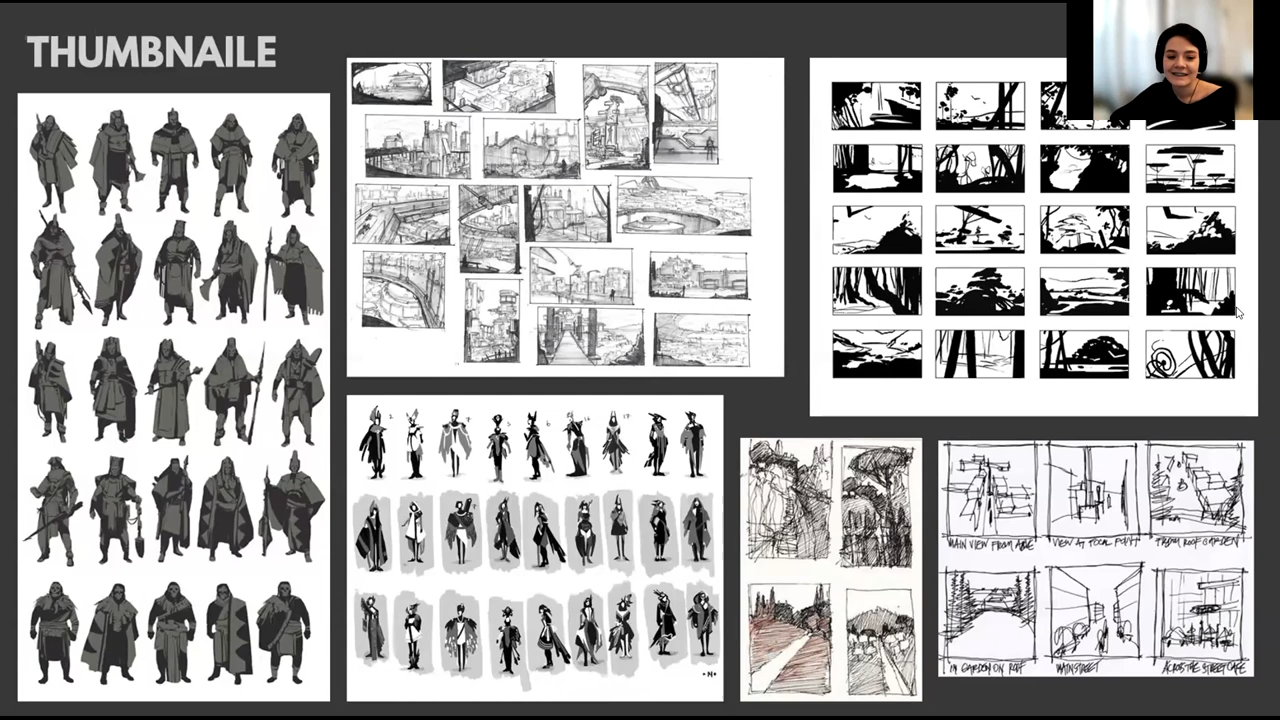 THUMBNAILE
MAIN VIEW FROM
VIEW AT FOCAL POINT
FROM ROOF GARDEN
IN GARDEN ON ROOF
MAINSTREET
ACROSS THE STREET CAFE